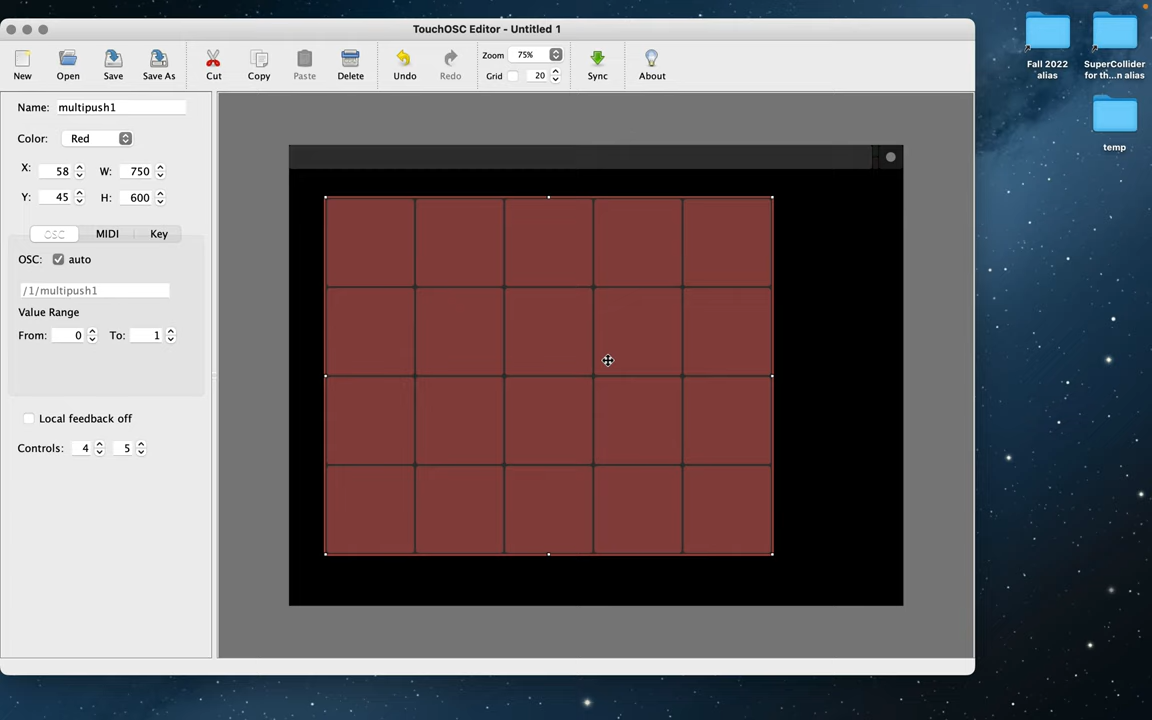 TouchOSC Editor - Untitled 1
New
Open
Save
Save As
Cut
Copy
Paste
Delete
Undo
Redo
Zoom 75%
Grid 20
Sync
About
Name: multipush1
Color: Red
X: 58 W: 750
Y: 45 H: 600
OSC MIDI Key
OSC: auto
/1/multipush1
Value Range
From: 0 To: 1
Local feedback off
Controls: 4 5
Fall 2022
alias
SuperCollider
for th...n alias
temp